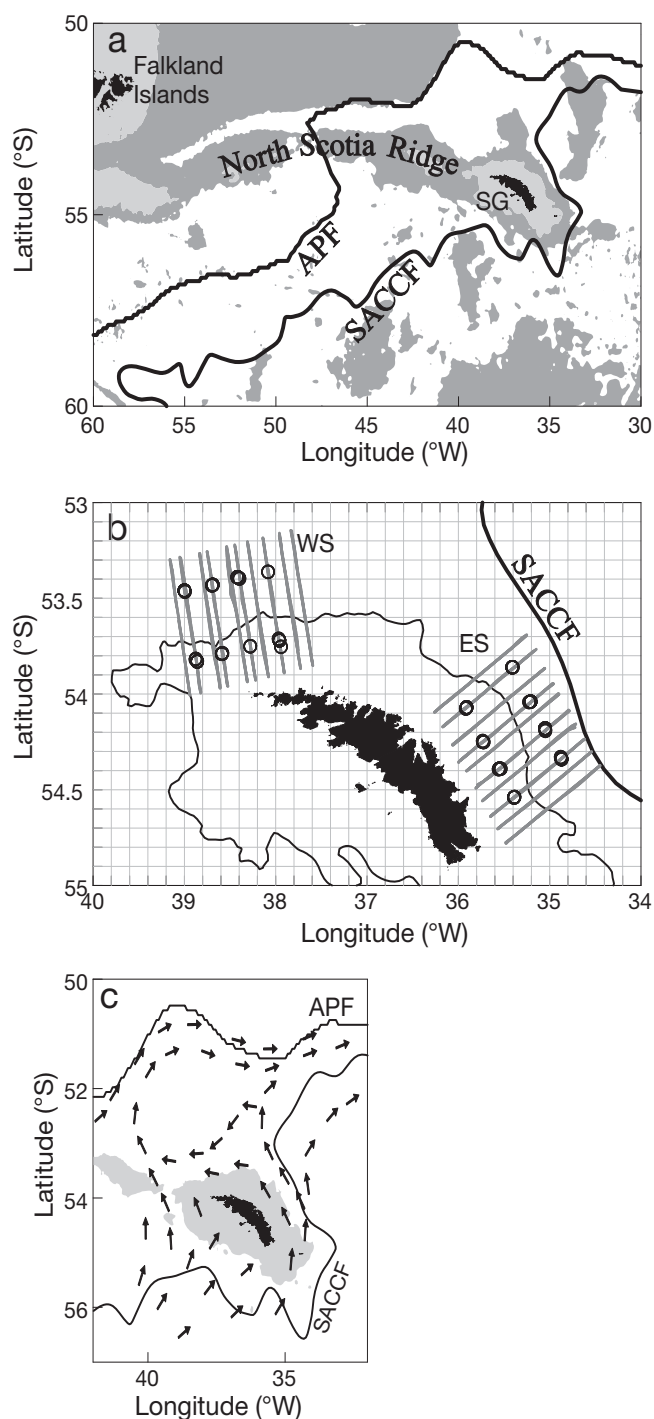 50
a
Falkland
Islands
North Scotia Ridge
SG
55
APF
SACCF
60
Latitude (°S)
60 55 50 45 40 35 30
Longitude (°W)
53
b
WS
SACCF
53.5
ES
54
54.5
55
Latitude (°S)
40 39 38 37 36 35 34
Longitude (°W)
50
c
APF
52
54
56
SACCF
Latitude (°S)
40 35
Longitude (°W)